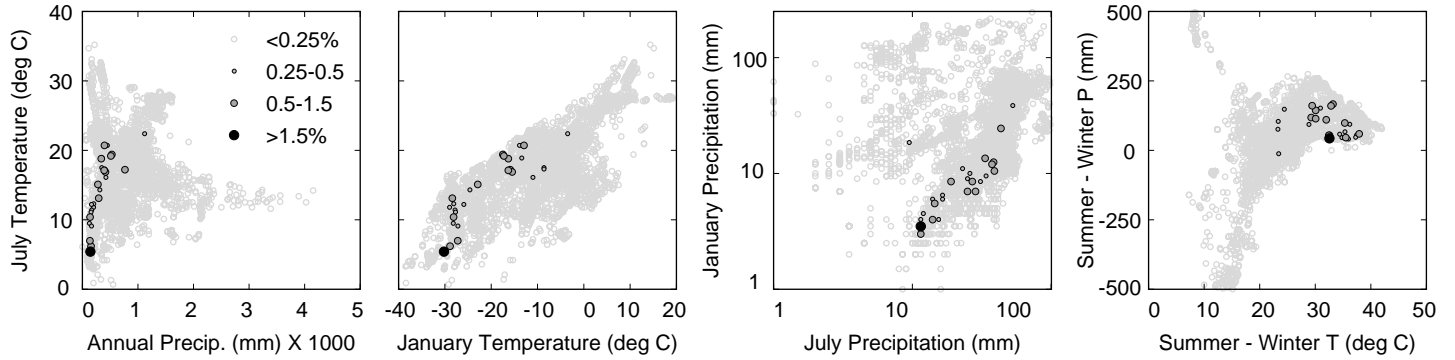 July Temperature (deg C)
40
30
20
10
0
<0.25%
0.25-0.5
0.5-1.5
>1.5%
0 1 2 3 4 5
Annual Precip. (mm) X 1000
-40 -30 -20 -10 0 10 20
January Temperature (deg C)
January Precipitation (mm)
100
10
1
1 10 100
July Precipitation (mm)
Summer - Winter P (mm)
500
250
0
-250
-500
0 10 20 30 40 50
Summer - Winter T (deg C)